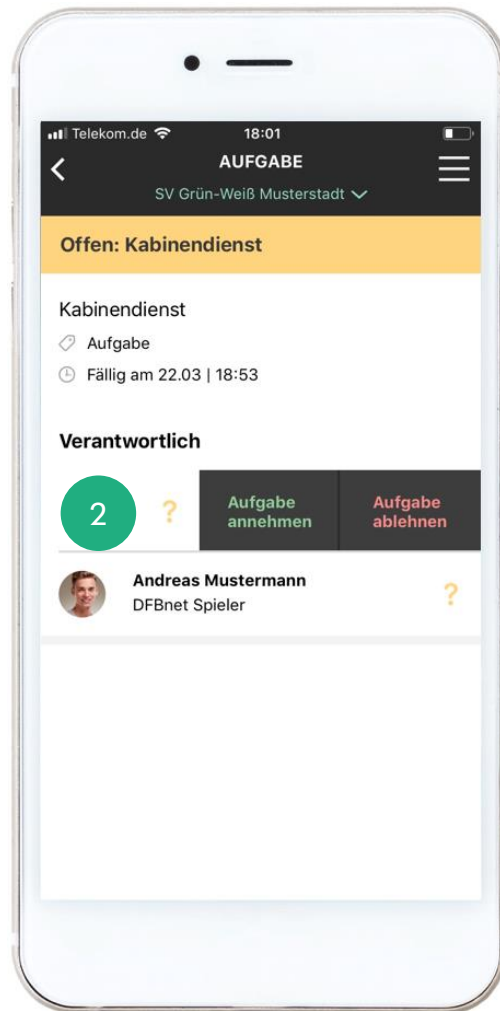 Telekom.de 18:01
AUFGABE
SV Grün-Weiß Musterstadt
Offen: Kabinendienst
Kabinendienst
Aufgabe
Fällig am 22.03 | 18:53
Verantwortlich
2 ? Aufgabe annehmen Aufgabe ablehnen
Andreas Mustermann
DFBnet Spieler ?